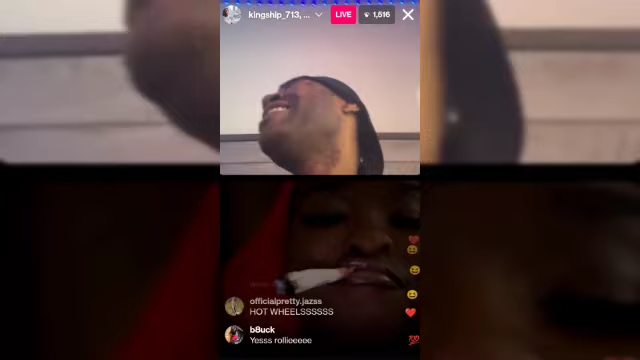 kingship_713, ...
LIVE
1,516
officialpretty.jazss
HOT WHEELSSSSSS
b8uck
Yesss rollieeeee